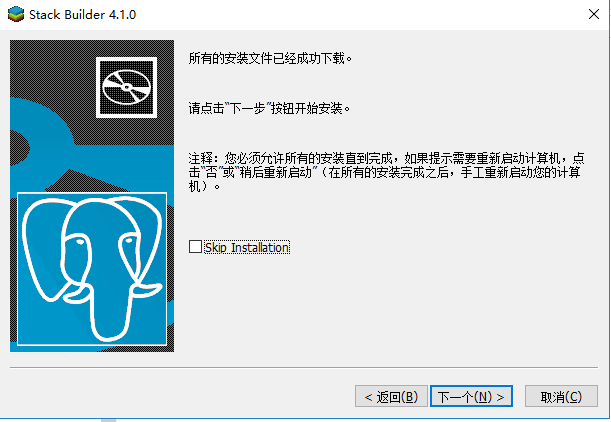 Stack Builder 4.1.0
所有的安装文件已经成功下载。
请点击“下一步”按钮开始安装。
注释：您必须允许所有的安装直到完成，如果提示需要重新启动计算机，点
击“否”或“稍后重新启动”（在所有的安装完成之后，手工重新启动您的计算
机）。
Skip Installation
< 返回(B)
下一个(N) >
取消(C)